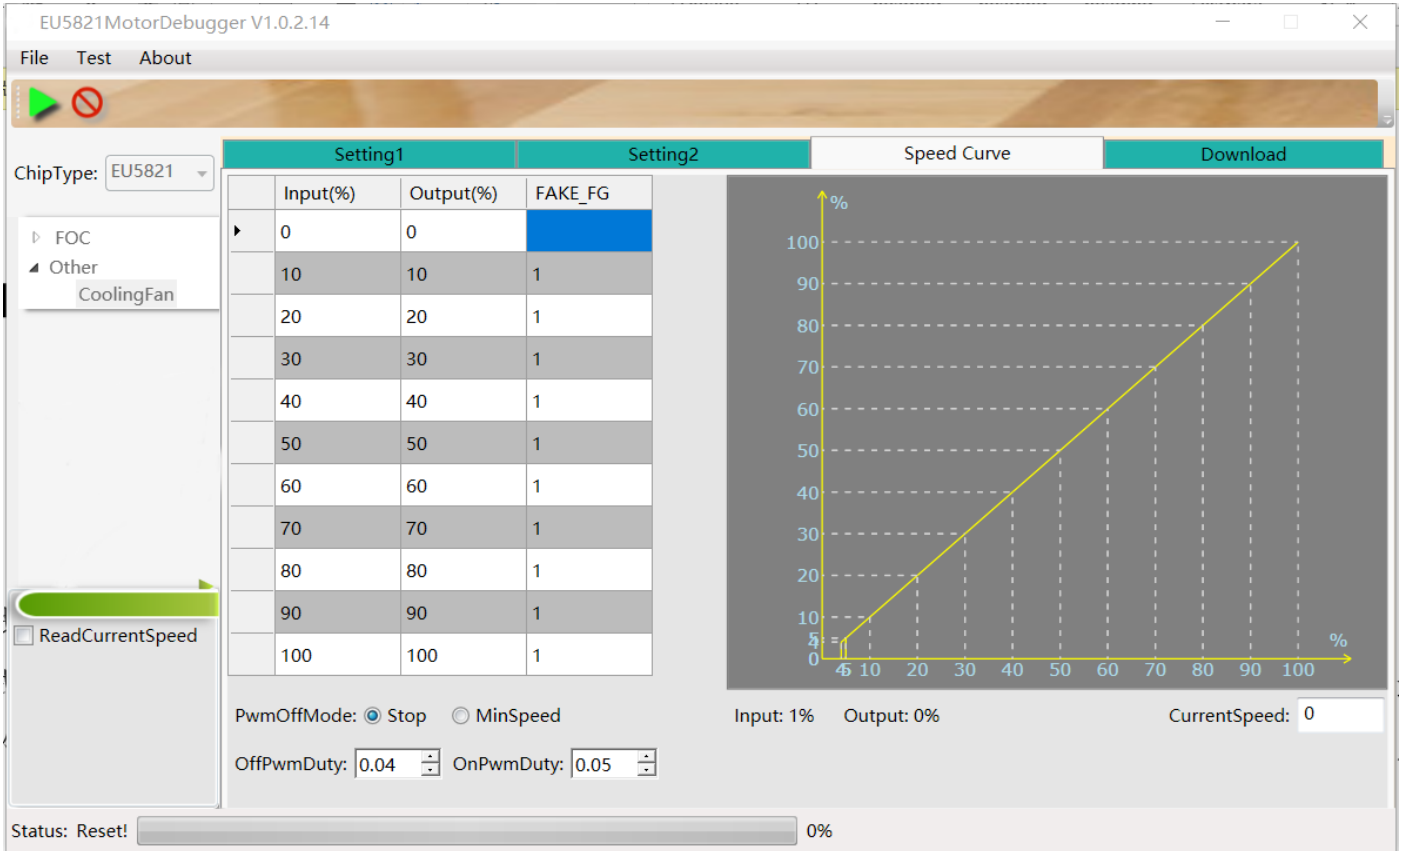 EU5821MotorDebugger V1.0.2.14
File Test About
ChipType: EU5821
FOC
Other
CoolingFan
ReadCurrentSpeed
Setting1 Setting2 Speed Curve Download
Input(%) Output(%) FAKE_FG
0 0
10 10 1
20 20 1
30 30 1
40 40 1
50 50 1
60 60 1
70 70 1
80 80 1
90 90 1
100 100 1
%
100
90
80
70
60
50
40
30
20
10
5
4
0
4 5 10 20 30 40 50 60 70 80 90 100
%
PwmOffMode: Stop MinSpeed
Input: 1% Output: 0% CurrentSpeed: 0
OffPwmDuty: 0.04 OnPwmDuty: 0.05
Status: Reset! 0%